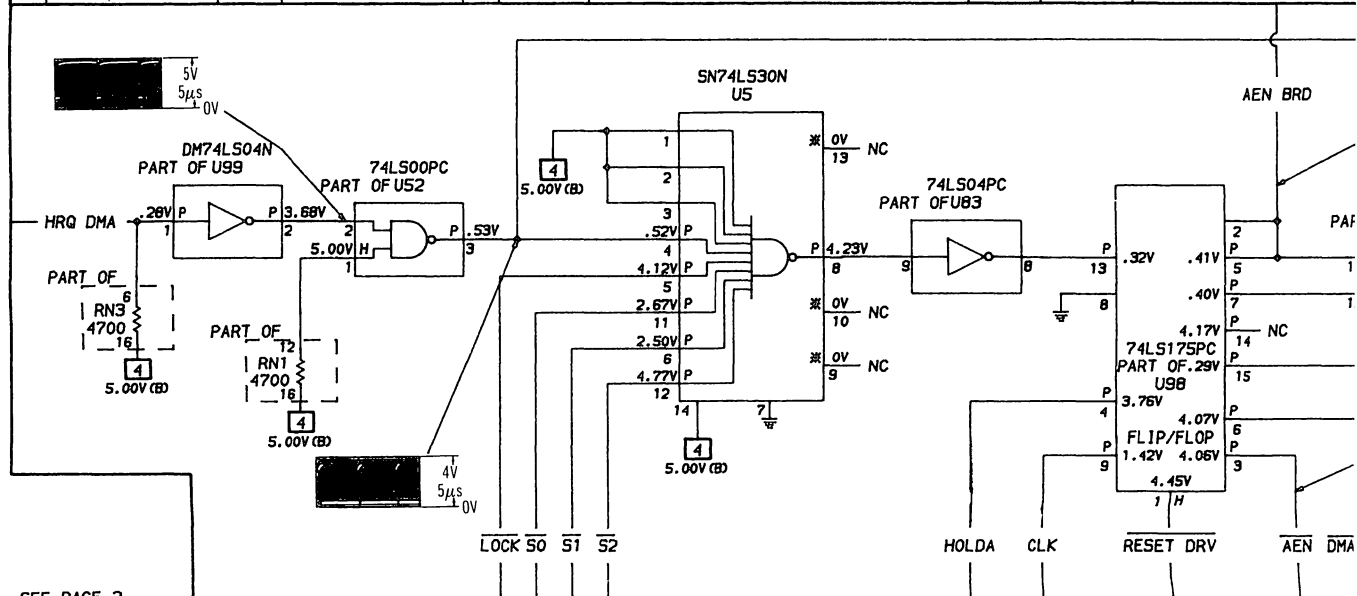 SN74LS30N
U5
5V
5µs
0V
AEN BRD
DM74LS04N
PART OF U99
74LS00PC
PART OF U52
1
2
3
4
5.00V(B)
※ 0V
13
NC
74LS04PC
PART OF U83
HRQ DMA
.28V P
1
P 3.68V
2
2
5.00V H
1
P .53V
3
.52V P
4
4.12V P
5
2.67V P
11
2.50V P
6
4.77V P
12
14
7
P 4.23V
8
※ 0V
10
NC
※ 0V
9
NC
9
8
P
13
.32V
8
2
.41V
P
5
.40V
P
7
4.17V
P
14
NC
74LS175PC
PART OF
U98
.29V
P
15
P
4
3.76V
4.07V
P
6
FLIP/FLOP
P
9
1.42V
4.06V
P
3
4.45V
1 H
PART OF
6
RN3
4700
16
4
5.00V(B)
PART OF
12
RN1
4700
16
4
5.00V(B)
4
5.00V(B)
4V
5µs
0V
LOCK
S0
S1
S2
HOLDA
CLK
RESET DRV
AEN DMA